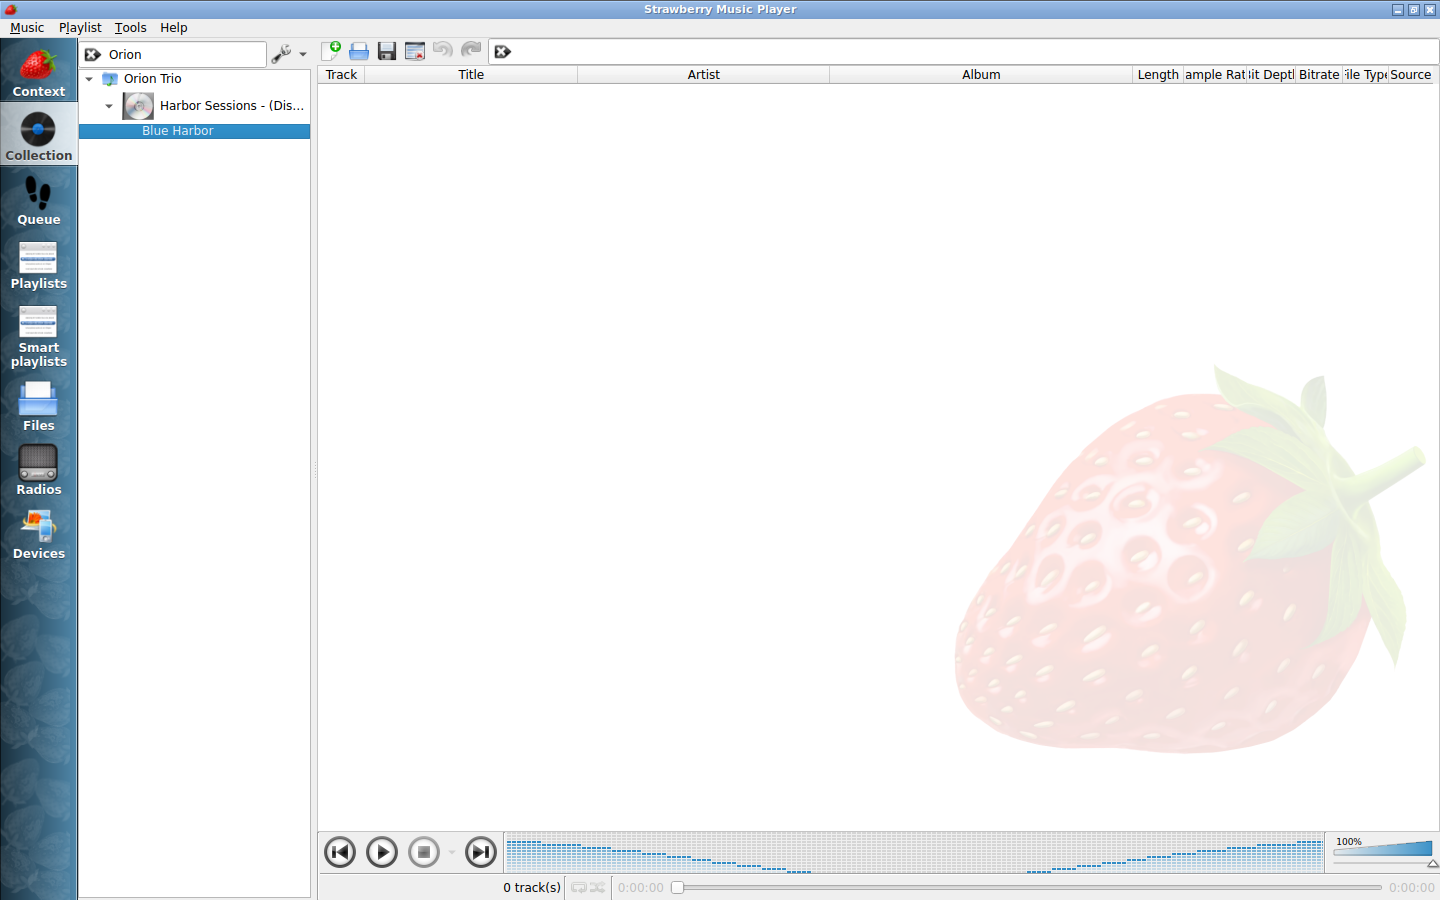 Strawberry Music Player
Music Playlist Tools Help
Context
Collection
Queue
Playlists
Smart
playlists
Files
Radios
Devices
Orion
Orion Trio
Harbor Sessions - (Dis...
Blue Harbor
Track Title Artist Album Length ample Rat Bit Dept Bitrate ile Type Source
100%
0 track(s) 0:00:00 0:00:00